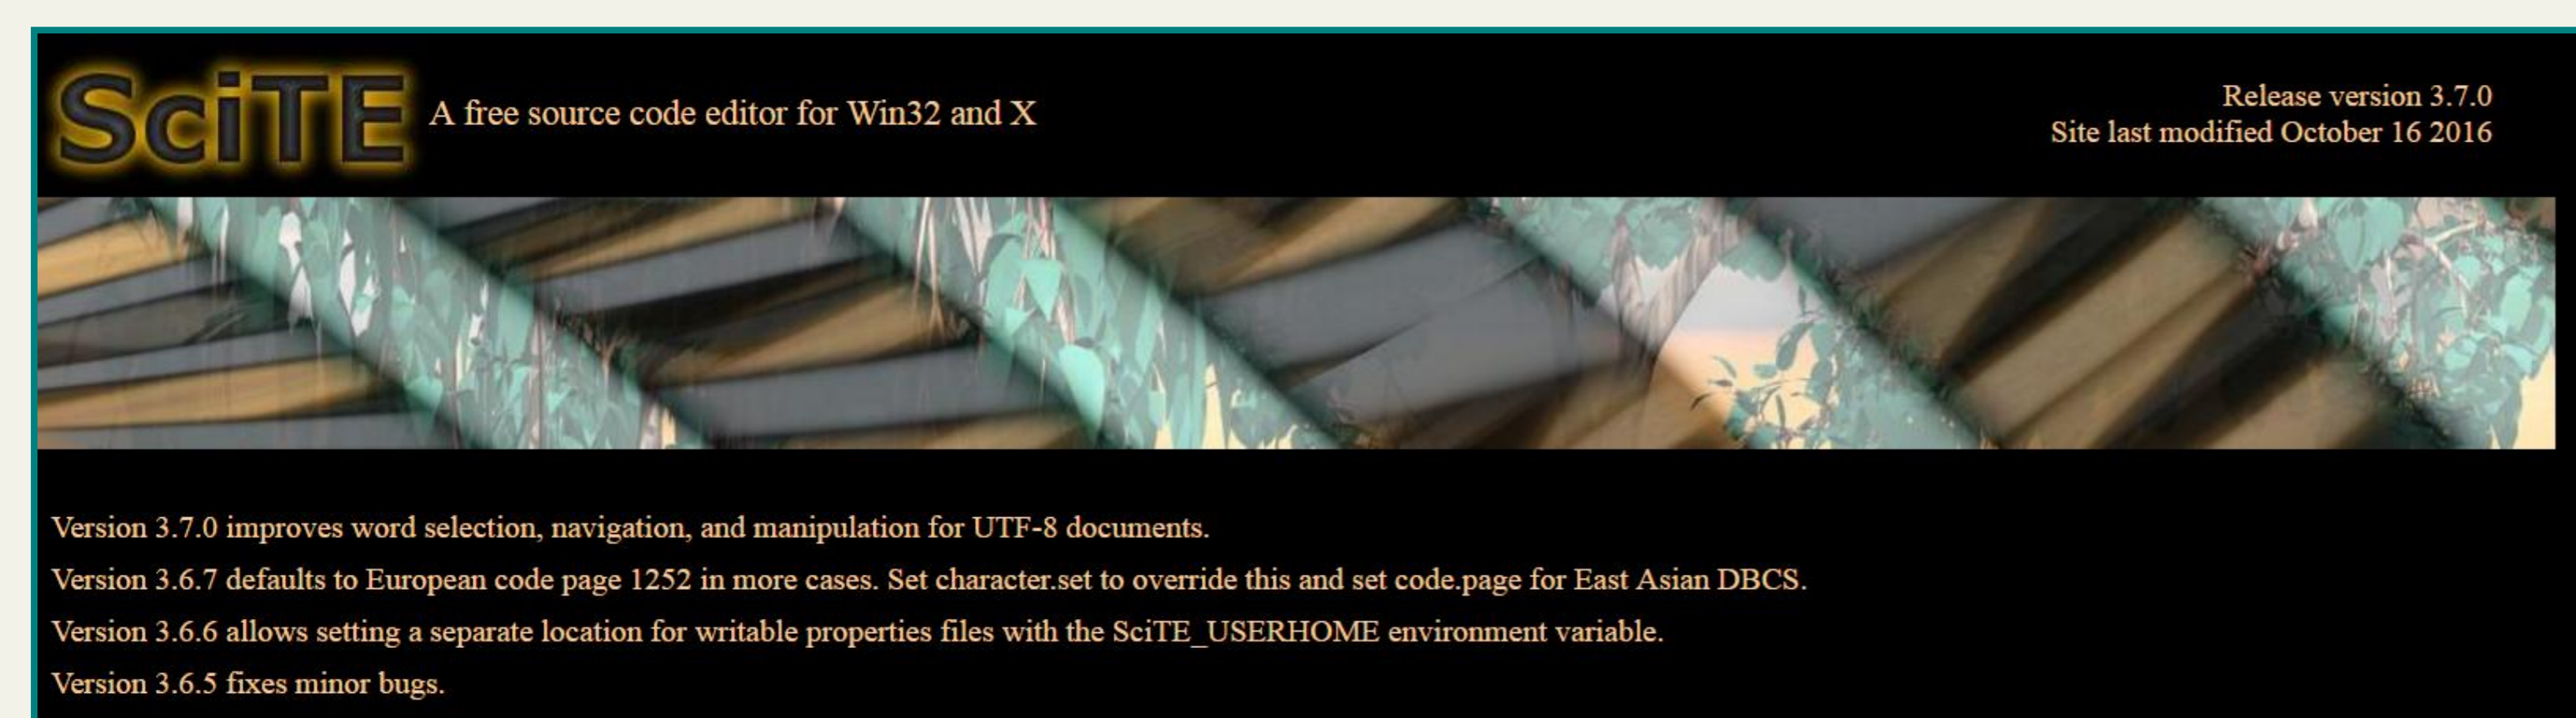 SciTE
A free source code editor for Win32 and X
Release version 3.7.0
Site last modified October 16 2016
Version 3.7.0 improves word selection, navigation, and manipulation for UTF-8 documents.
Version 3.6.7 defaults to European code page 1252 in more cases. Set character.set to override this and set code.page for East Asian DBCS.
Version 3.6.6 allows setting a separate location for writable properties files with the SciTE_USERHOME environment variable.
Version 3.6.5 fixes minor bugs.